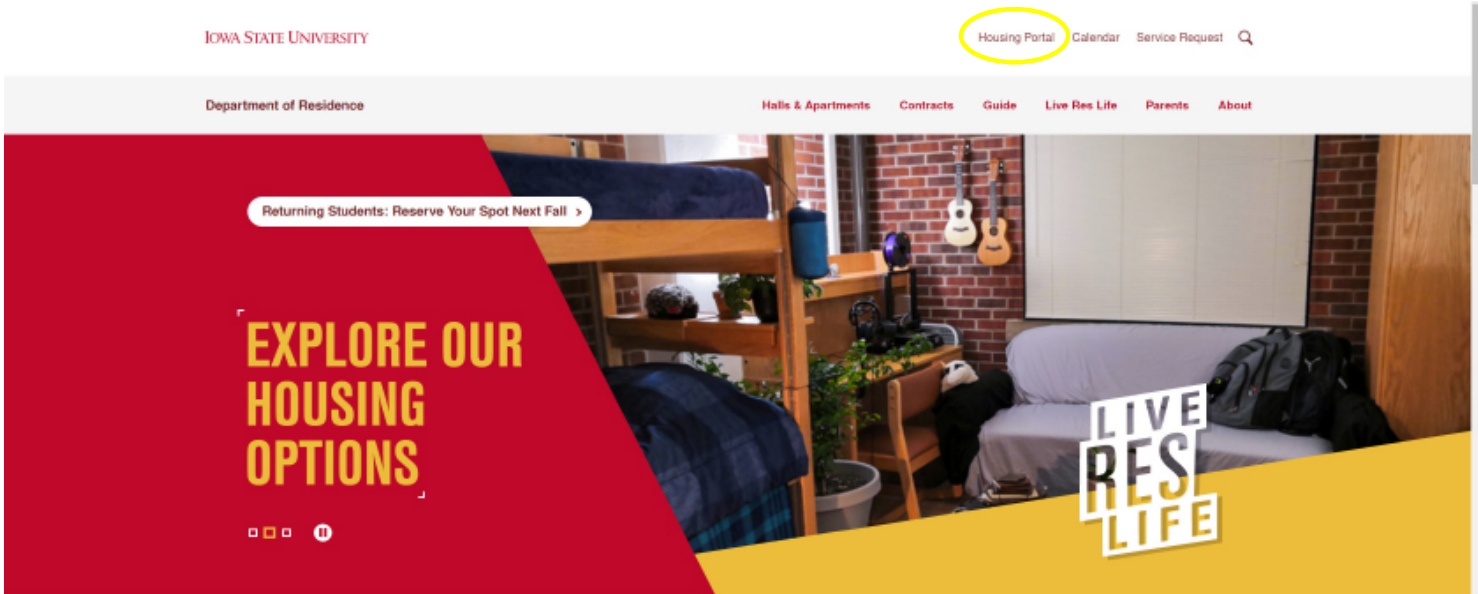 IOWA STATE UNIVERSITY
Housing Portal Calendar Service Request
Department of Residence
Halls & Apartments Contracts Guide Live Res Life Parents About
Returning Students: Reserve Your Spot Next Fall >
EXPLORE OUR
HOUSING
OPTIONS
LIVE
RES
LIFE